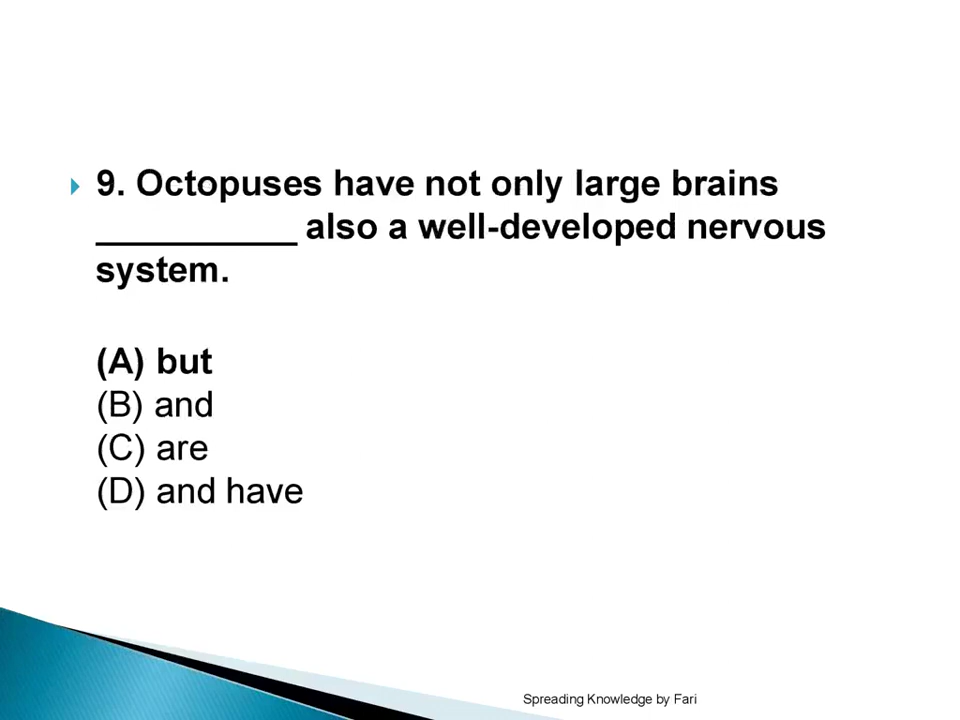 9. Octopuses have not only large brains
__________ also a well-developed nervous
system.
(A) but
(B) and
(C) are
(D) and have
Spreading Knowledge by Fari